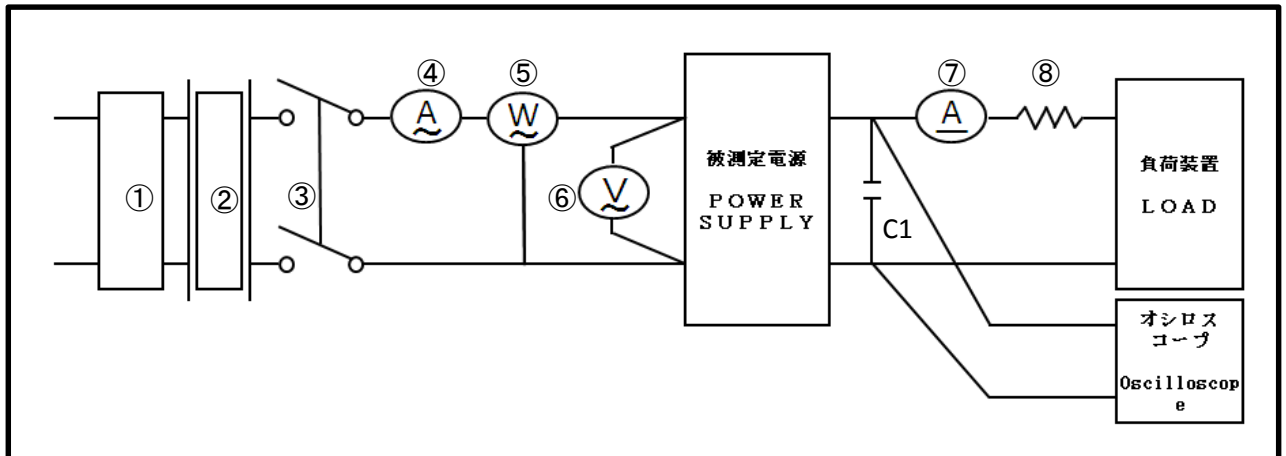 ④
⑤
⑦
⑧
A
W
A
①
②
③
⑥
V
被測定電源
POWER
SUPPLY
C1
負荷装置
LOAD
オシロス
コープ
Oscilloscop
e